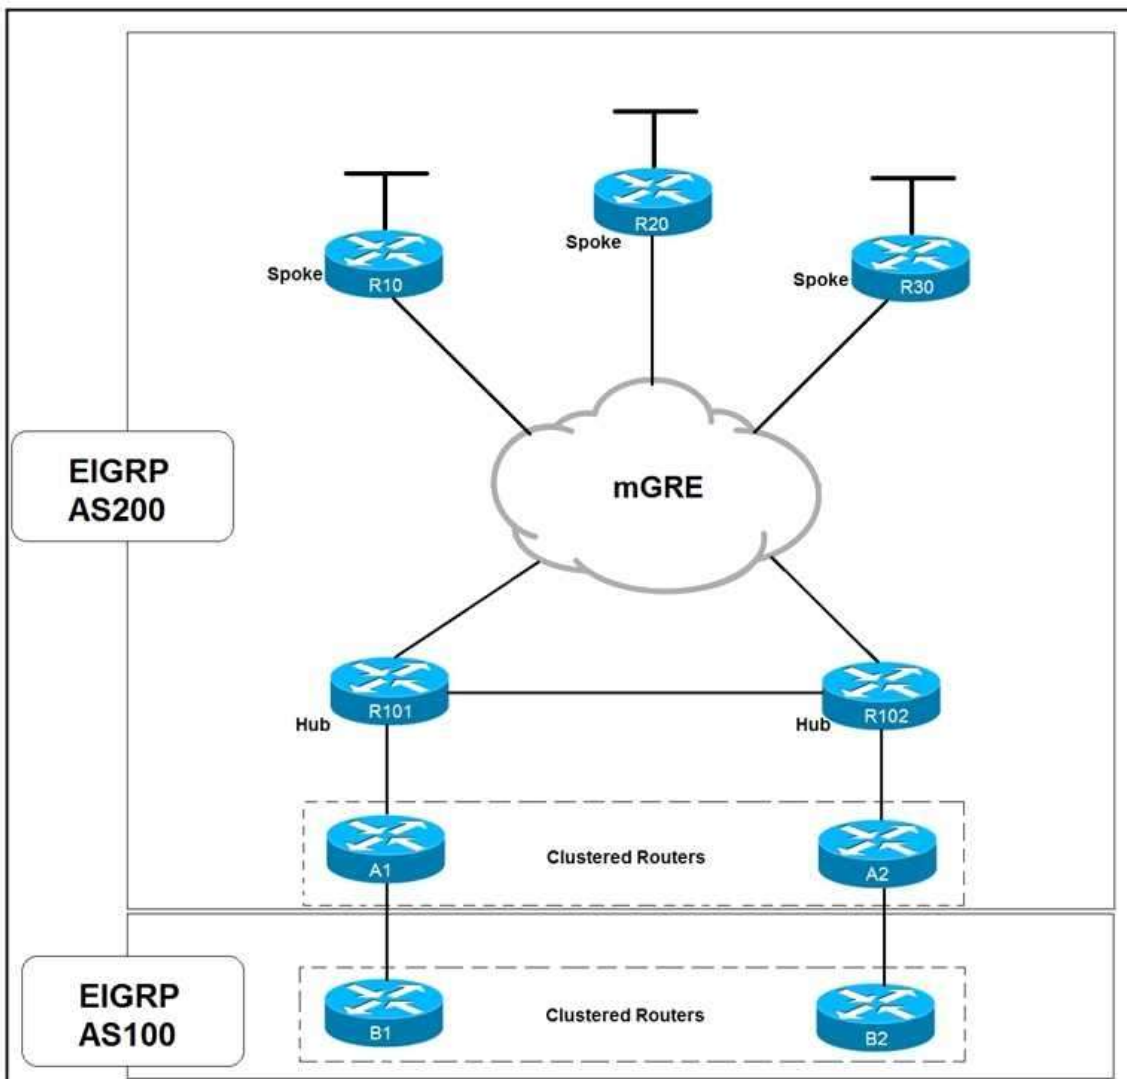 R20
Spoke
R10
Spoke
R30
Spoke
EIGRP
AS200
mGRE
R101
Hub
R102
Hub
A1
Clustered Routers
A2
EIGRP
AS100
B1
Clustered Routers
B2